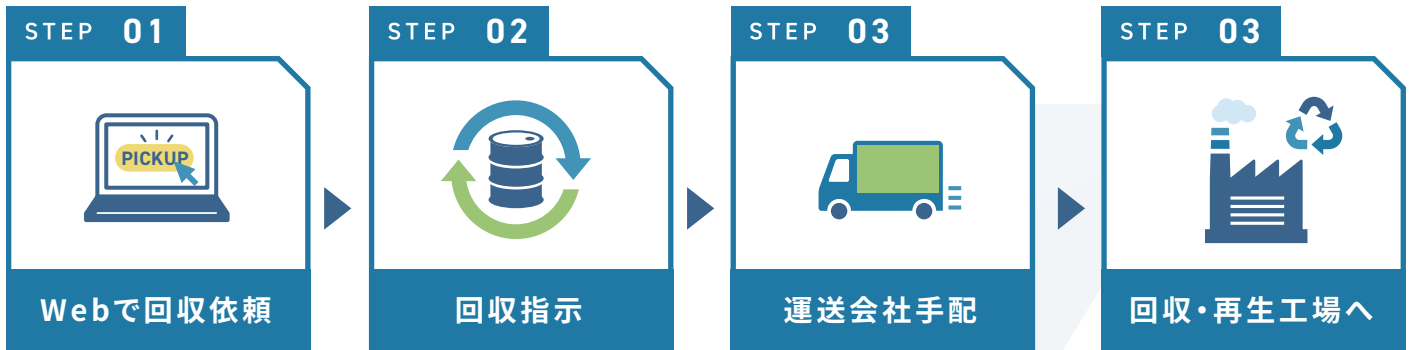 STEP 01
PICKUP
Webで回収依頼
STEP 02
回収指示
STEP 03
運送会社手配
STEP 03
回収・再生工場へ